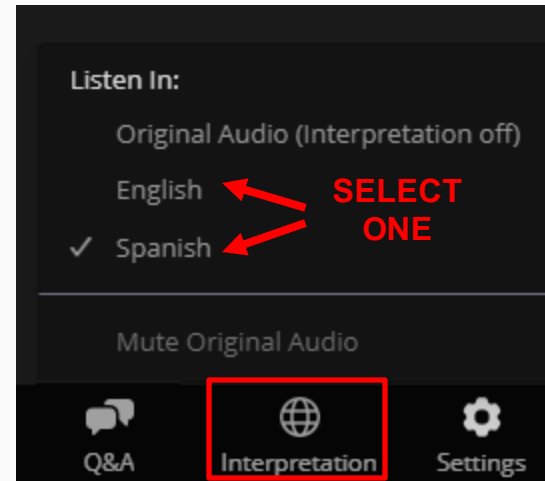 Listen In:
Original Audio (Interpretation off)
English
SELECT
ONE
✓ Spanish
Mute Original Audio
Q&A
Interpretation
Settings